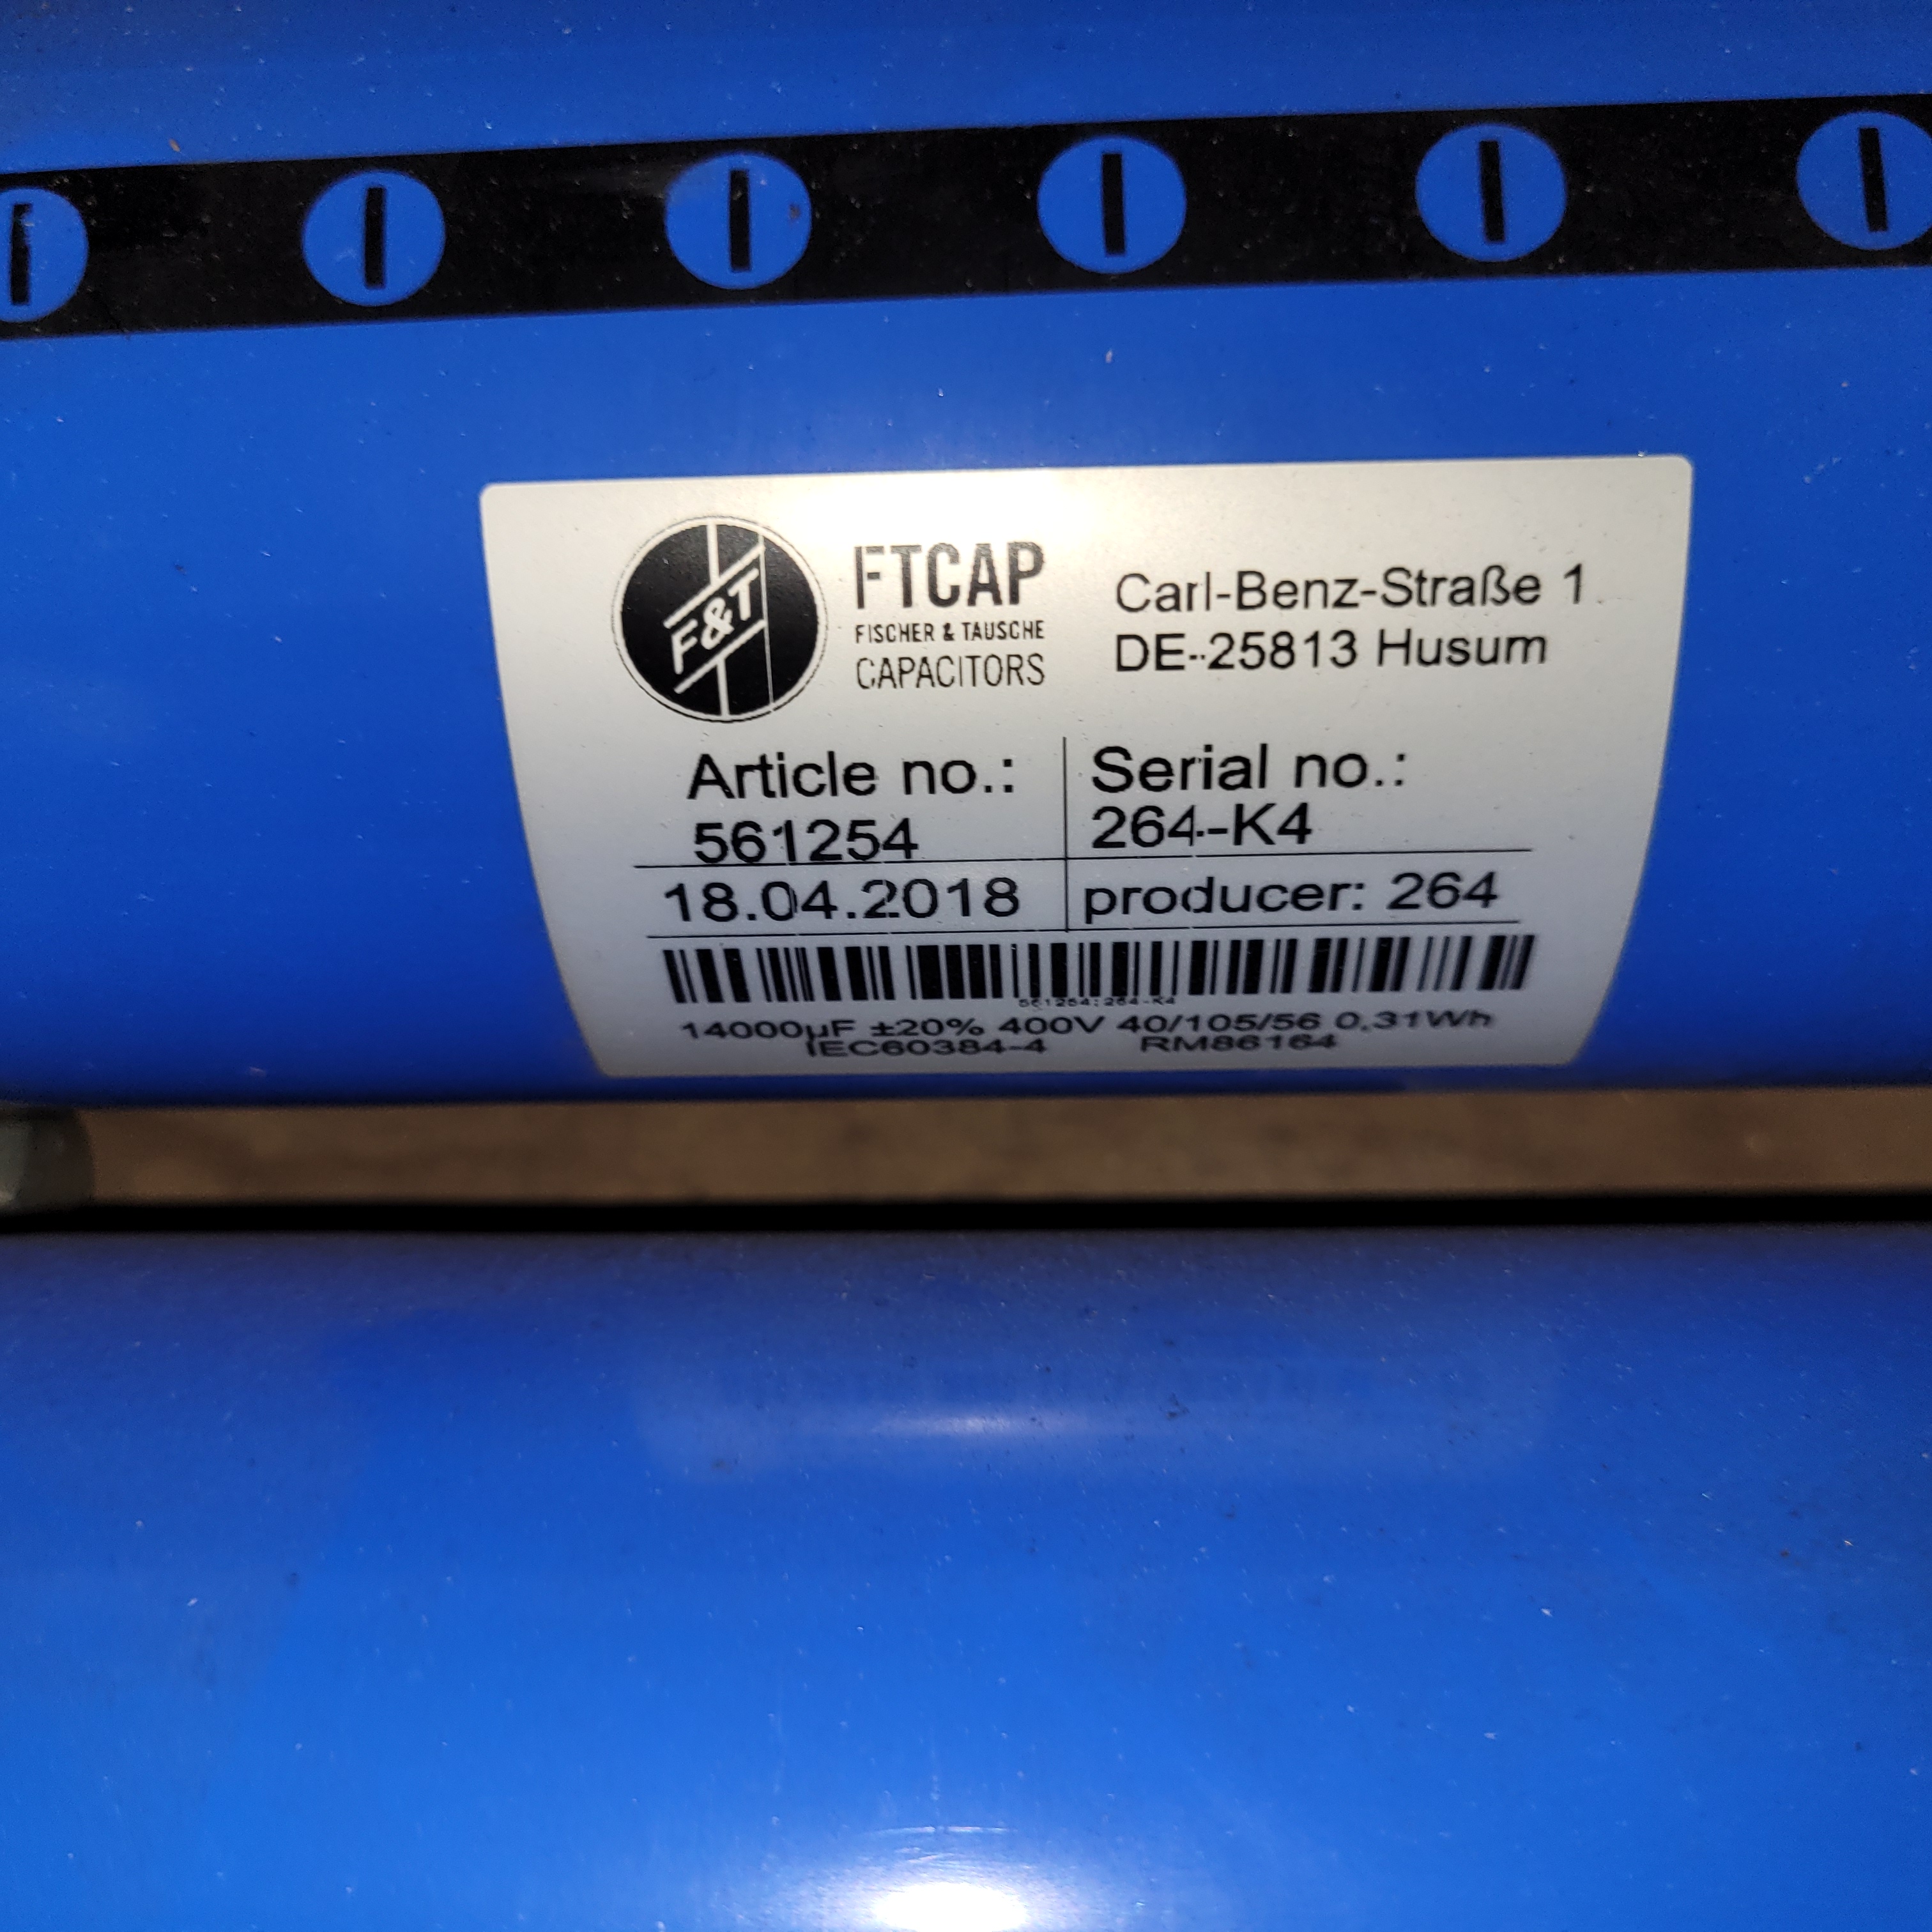 F&T
FTCAP
FISCHER & TAUSCHE
CAPACITORS
Carl-Benz-Straße 1
DE-25813 Husum
Article no.:
561254
Serial no.:
264-K4
18.04.2018
producer: 264
561254;264-K4
14000µF ±20% 400V 40/105/56 0,31Wh
IEC60384-4 RM86164